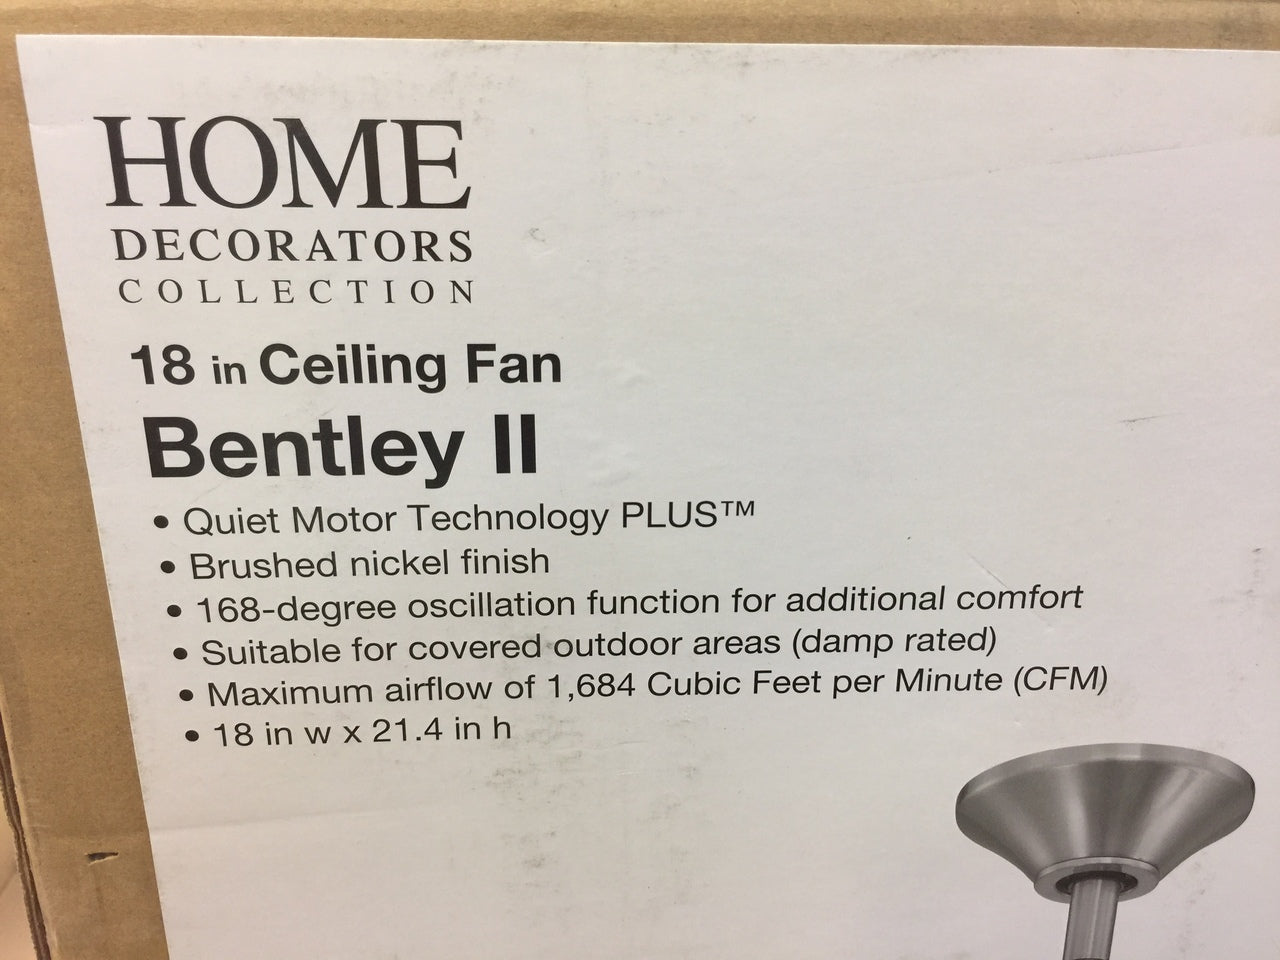 HOME
DECORATORS
COLLECTION
18 in Ceiling Fan
Bentley II
• Quiet Motor Technology PLUS™
• Brushed nickel finish
• 168-degree oscillation function for additional comfort
• Suitable for covered outdoor areas (damp rated)
• Maximum airflow of 1,684 Cubic Feet per Minute (CFM)
• 18 in w x 21.4 in h